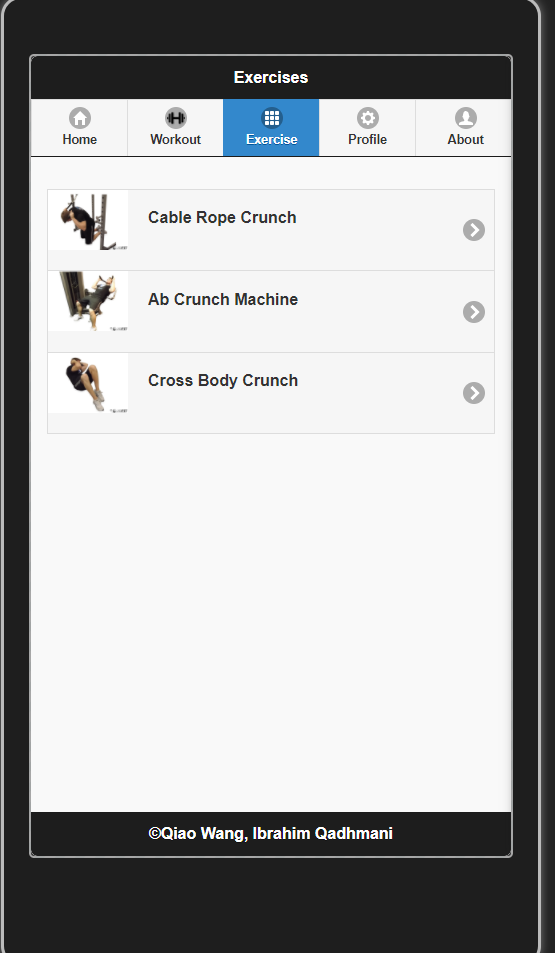 Exercises
Home
Workout
Exercise
Profile
About
Cable Rope Crunch
Ab Crunch Machine
Cross Body Crunch
©Qiao Wang, Ibrahim Qadhmani